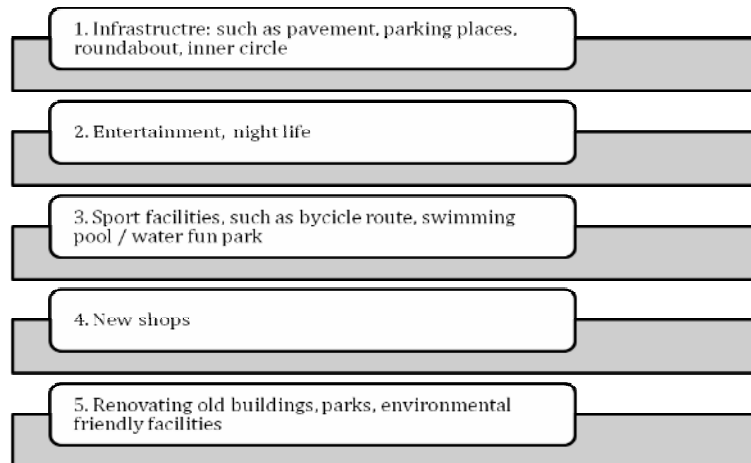 1. Infrastructre: such as pavement, parking places,
roundabout, inner circle
2. Entertainment, night life
3. Sport facilities, such as bycicle route, swimming
pool / water fun park
4. New shops
5. Renovating old buildings, parks, environmental
friendly facilities